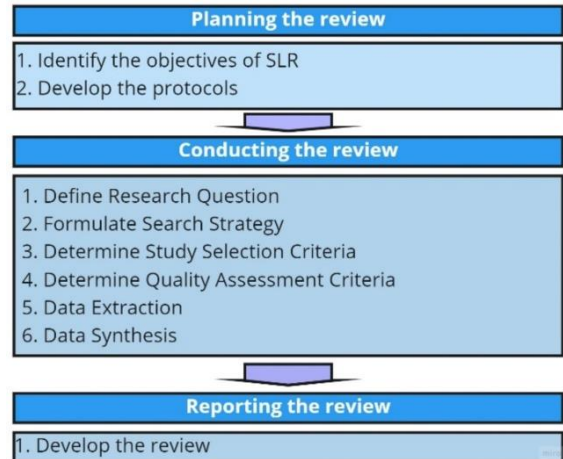 Planning the review
1. Identify the objectives of SLR
2. Develop the protocols
Conducting the review
1. Define Research Question
2. Formulate Search Strategy
3. Determine Study Selection Criteria
4. Determine Quality Assessment Criteria
5. Data Extraction
6. Data Synthesis
Reporting the review
1. Develop the review
miro